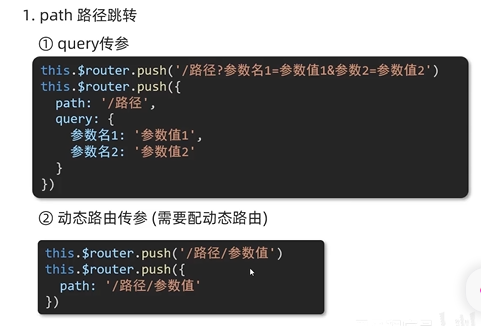 1. path 路径跳转
① query传参
this.$router.push('/路径?参数名1=参数值1&参数2=参数值2')
this.$router.push({
path: '/路径',
query: {
参数名1: '参数值1',
参数名2: '参数值2'
}
})
② 动态路由传参 (需要配动态路由)
this.$router.push('/路径/参数值')
this.$router.push({
path: '/路径/参数值'
})